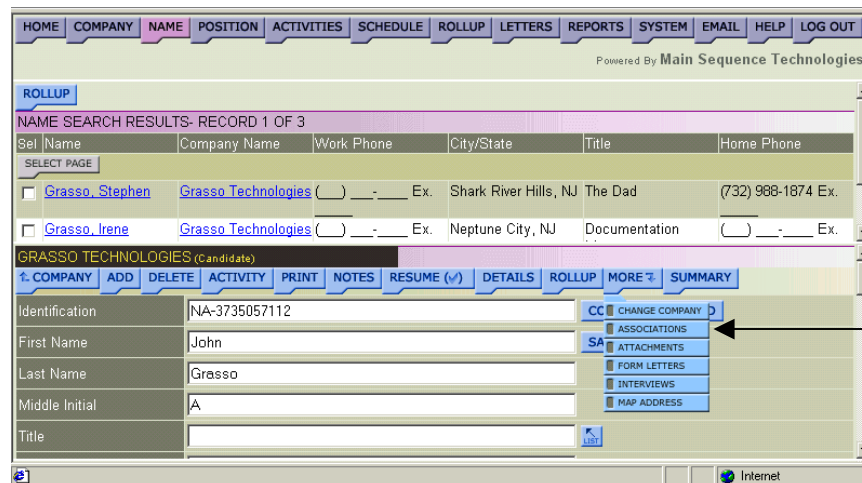 HOME COMPANY NAME POSITION ACTIVITIES SCHEDULE ROLLUP LETTERS REPORTS SYSTEM EMAIL HELP LOG OUT
Powered By Main Sequence Technologies
ROLLUP
NAME SEARCH RESULTS- RECORD 1 OF 3
Sel Name Company Name Work Phone City/State Title Home Phone
SELECT PAGE
Grasso, Stephen Grasso Technologies (___) ___-____ Ex. _____ Shark River Hills, NJ The Dad (732) 988-1874 Ex. _____
Grasso, Irene Grasso Technologies (___) ___-____ Ex. Neptune City, NJ Documentation (___) ___-____ Ex.
GRASSO TECHNOLOGIES (Candidate)
COMPANY ADD DELETE ACTIVITY PRINT NOTES RESUME (✓) DETAILS ROLLUP MORE SUMMARY
Identification NA-3735057112
CHANGE COMPANY
ASSOCIATIONS
First Name John
ATTACHMENTS
FORM LETTERS
Last Name Grasso
INTERVIEWS
Middle Initial A
MAP ADDRESS
Title LIST
Internet